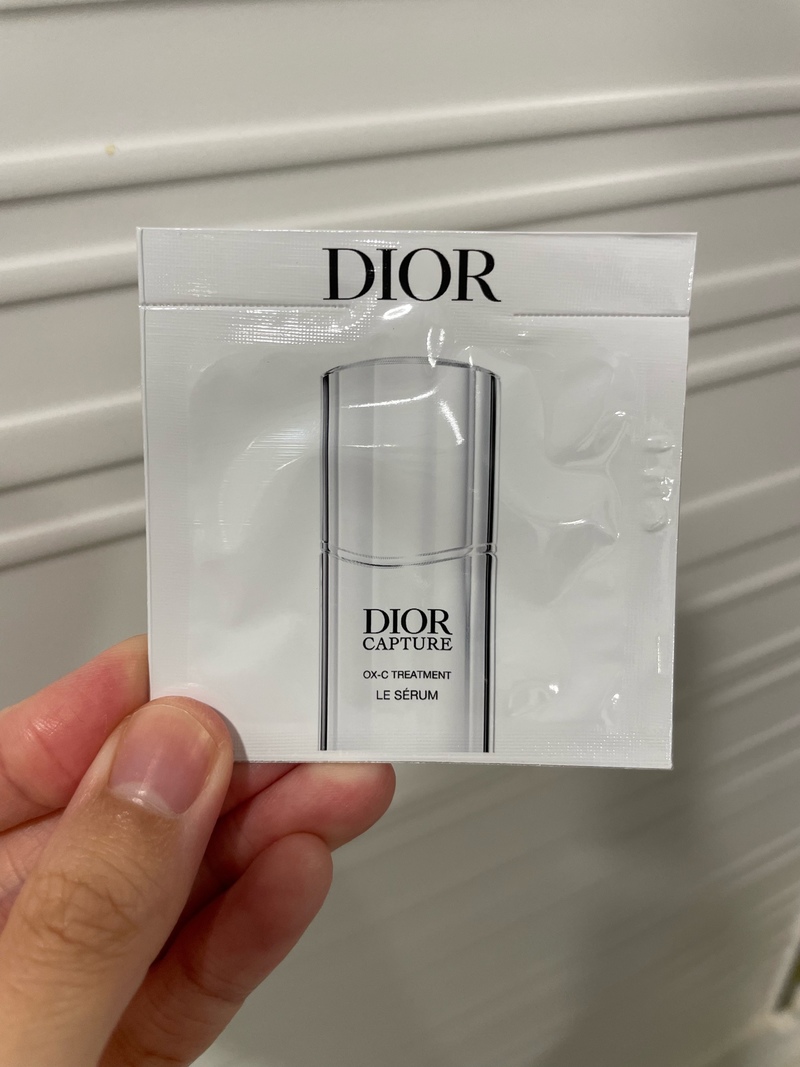 DIOR
DIOR
CAPTURE
OX-C TREATMENT
LE SÉRUM